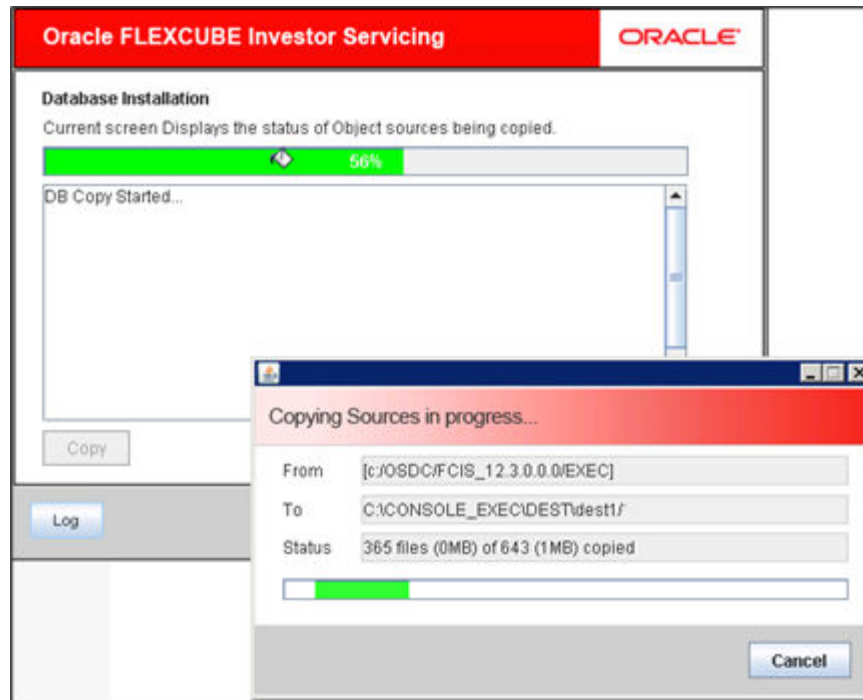 Oracle FLEXCUBE Investor Servicing
ORACLE
Database Installation
Current screen Displays the status of Object sources being copied.
56%
DB Copy Started...
Copying Sources in progress...
From [c:/OSDC/FCIS_12.3.0.0.0/EXEC]
To C:\CONSOLE_EXEC\DEST\dest1/
Status 365 files (0MB) of 643 (1MB) copied
Copy
Log
Cancel